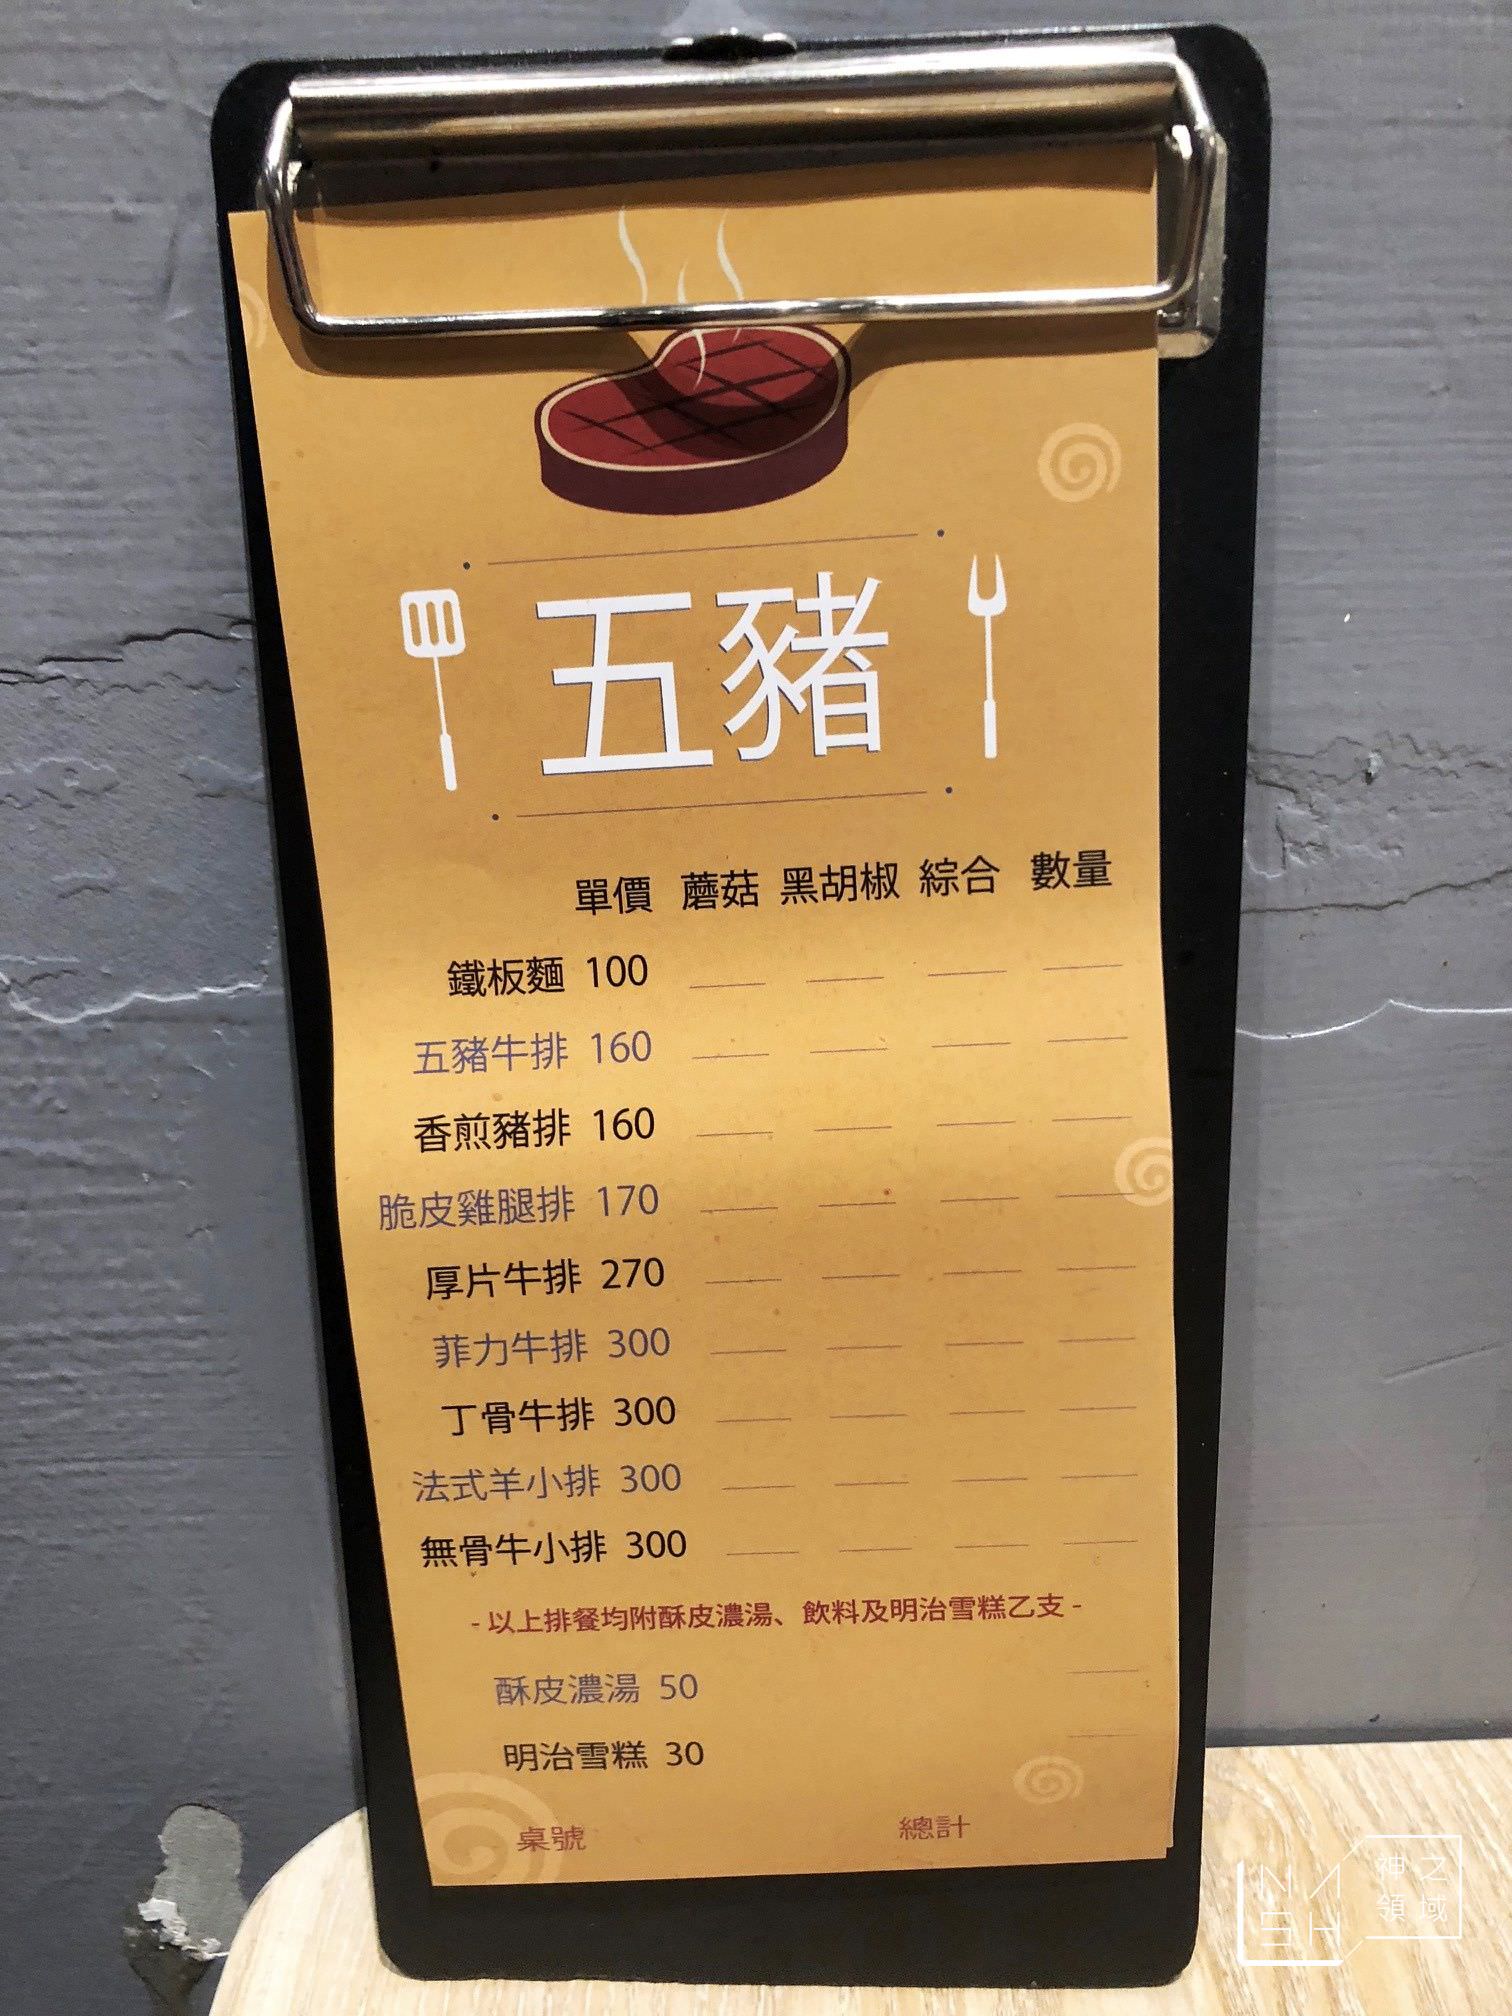 五豬
單價 蘑菇 黑胡椒 綜合 數量
鐵板麵 100
五豬牛排 160
香煎豬排 160
脆皮雞腿排 170
厚片牛排 270
菲力牛排 300
丁骨牛排 300
法式羊小排 300
無骨牛小排 300
- 以上排餐均附酥皮濃湯、飲料及明治雪糕乙支 -
酥皮濃湯 50
明治雪糕 30
桌號 總計
NASH 神之領域